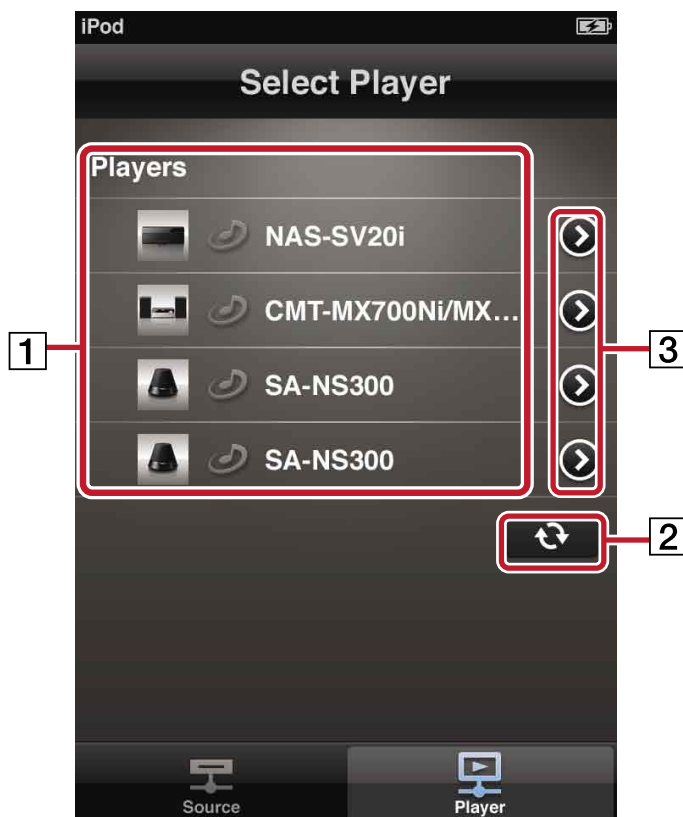 iPod
Select Player
Players
NAS-SV20i
CMT-MX700Ni/MX...
1
3
SA-NS300
SA-NS300
2
Source
Player